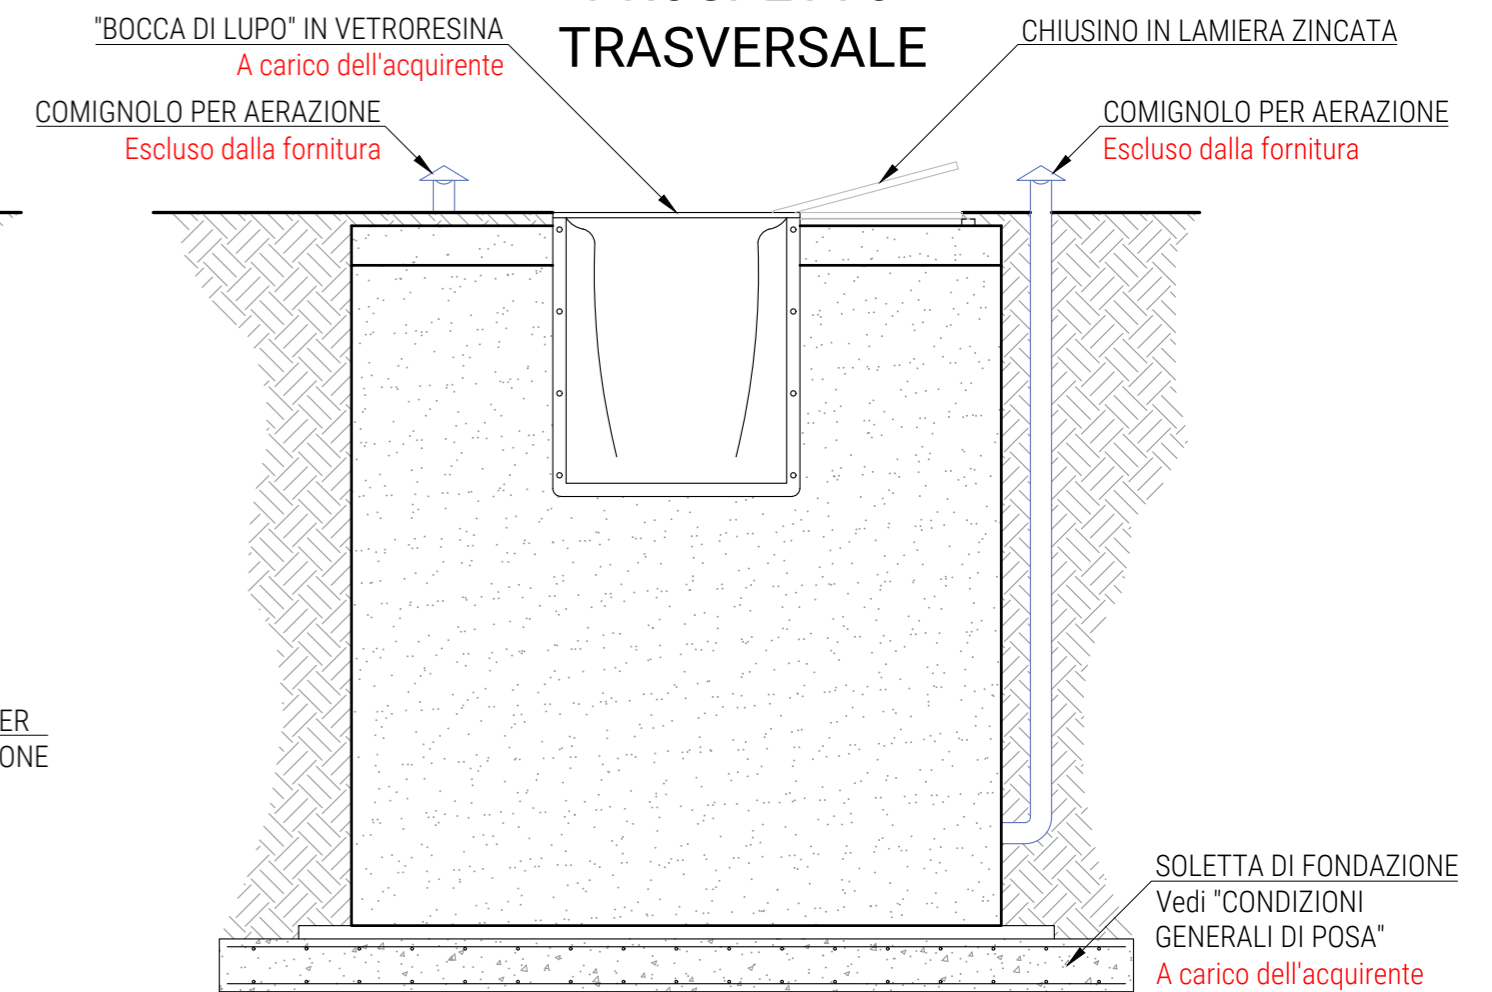 TRASVERSALE
"BOCCA DI LUPO" IN VETRORESINA
A carico dell'acquirente
CHIUSINO IN LAMIERA ZINCATA
COMIGNOLO PER AERAZIONE
Escluso dalla fornitura
COMIGNOLO PER AERAZIONE
Escluso dalla fornitura
ER
ONE
SOLETTA DI FONDAZIONE
Vedi "CONDIZIONI
GENERALI DI POSA"
A carico dell'acquirente